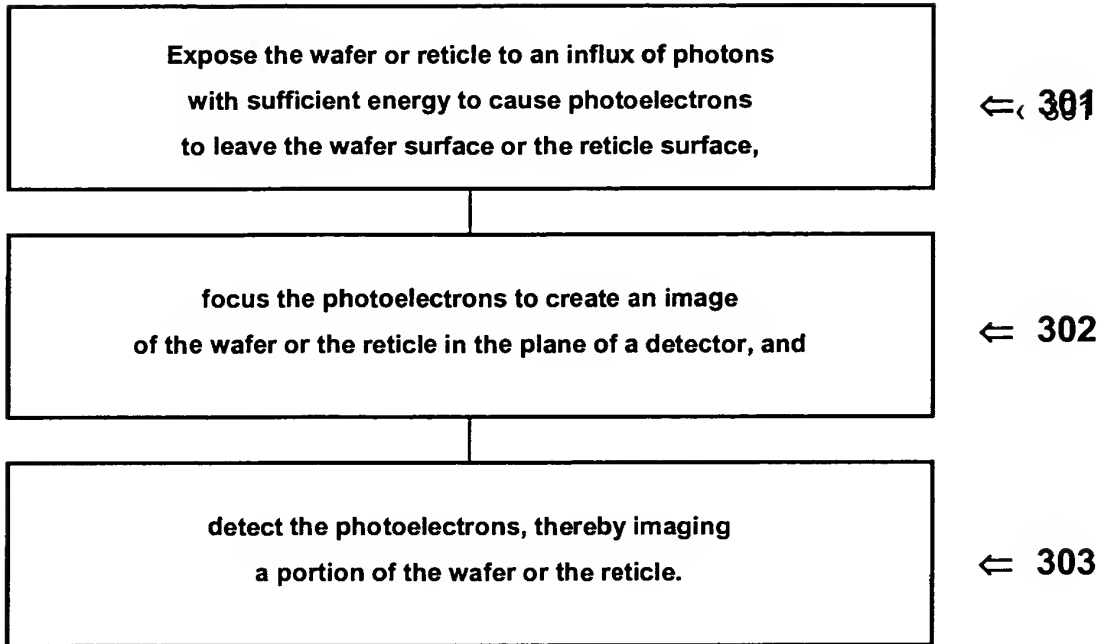 Expose the wafer or reticle to an influx of photons
with sufficient energy to cause photoelectrons
to leave the wafer surface or the reticle surface,
⇐ 301
focus the photoelectrons to create an image
of the wafer or the reticle in the plane of a detector, and
⇐ 302
detect the photoelectrons, thereby imaging
a portion of the wafer or the reticle.
⇐ 303